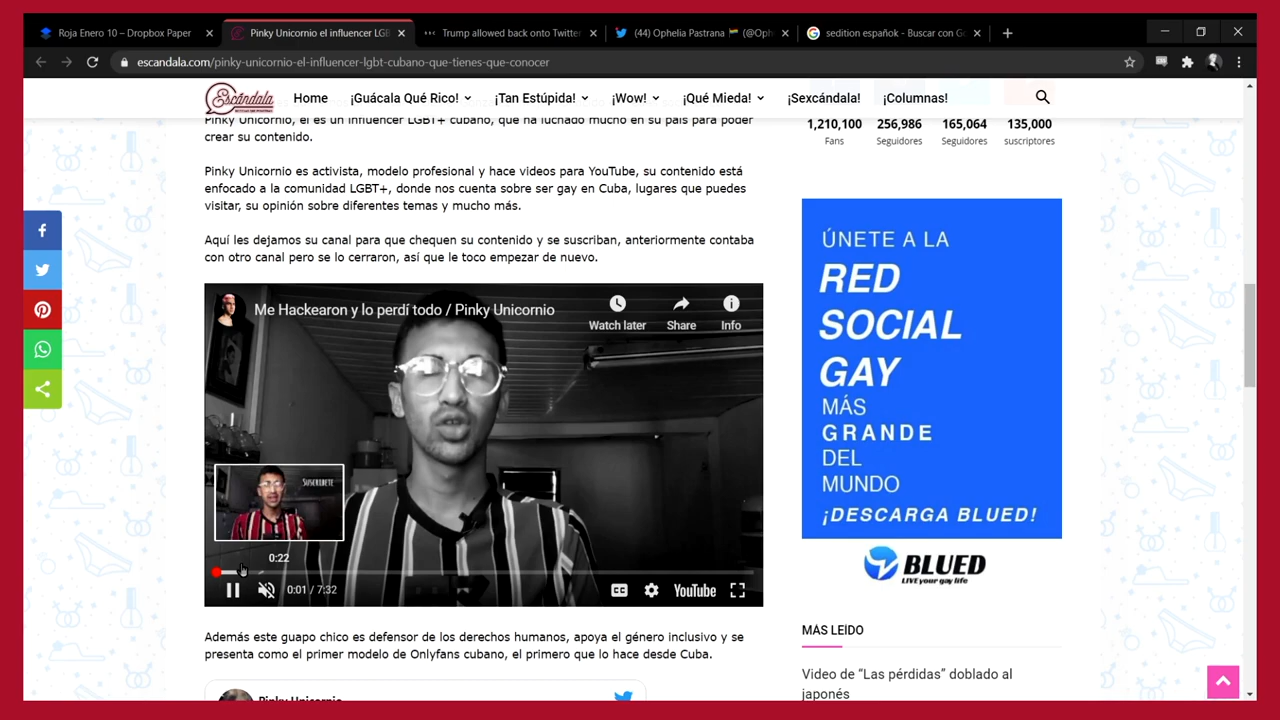 Roja Enero 10 – Dropbox Paper
Pinky Unicornio el influencer LGB
Trump allowed back onto Twitter
(44) Ophelia Pastrana 🏳️‍🌈 (@Oph
sedition españok - Buscar con Go
escandala.com/pinky-unicornio-el-influencer-lgbt-cubano-que-tienes-que-conocer
Escándala
Home
¡Guácala Qué Rico!
¡Tan Estúpida!
¡Wow!
¡Qué Mieda!
¡Sexcándala!
¡Columnas!
Pinky Unicornio, él es un influencer LGBT+ cubano, que ha luchado mucho en su país para poder
crear su contenido.
Pinky Unicornio es activista, modelo profesional y hace videos para YouTube, su contenido está
enfocado a la comunidad LGBT+, donde nos cuenta sobre ser gay en Cuba, lugares que puedes
visitar, su opinión sobre diferentes temas y mucho más.
Aquí les dejamos su canal para que chequen su contenido y se suscriban, anteriormente contaba
con otro canal pero se lo cerraron, así que le toco empezar de nuevo.
Me Hackearon y lo perdí todo / Pinky Unicornio
Watch later
Share
Info
SUSCRIBETE
0:22
0:01 / 7:32
CC
YouTube
Además este guapo chico es defensor de los derechos humanos, apoya el género inclusivo y se
presenta como el primer modelo de Onlyfans cubano, el primero que lo hace desde Cuba.
Pinky Unicornio
1,210,100
Fans
256,986
Seguidores
165,064
Seguidores
135,000
suscriptores
ÚNETE A LA
RED
SOCIAL
GAY
MÁS
GRANDE
DEL
MUNDO
¡DESCARGA BLUED!
BLUED
LIVE your gay life
MÁS LEÍDO
Video de “Las pérdidas” doblado al
japonés